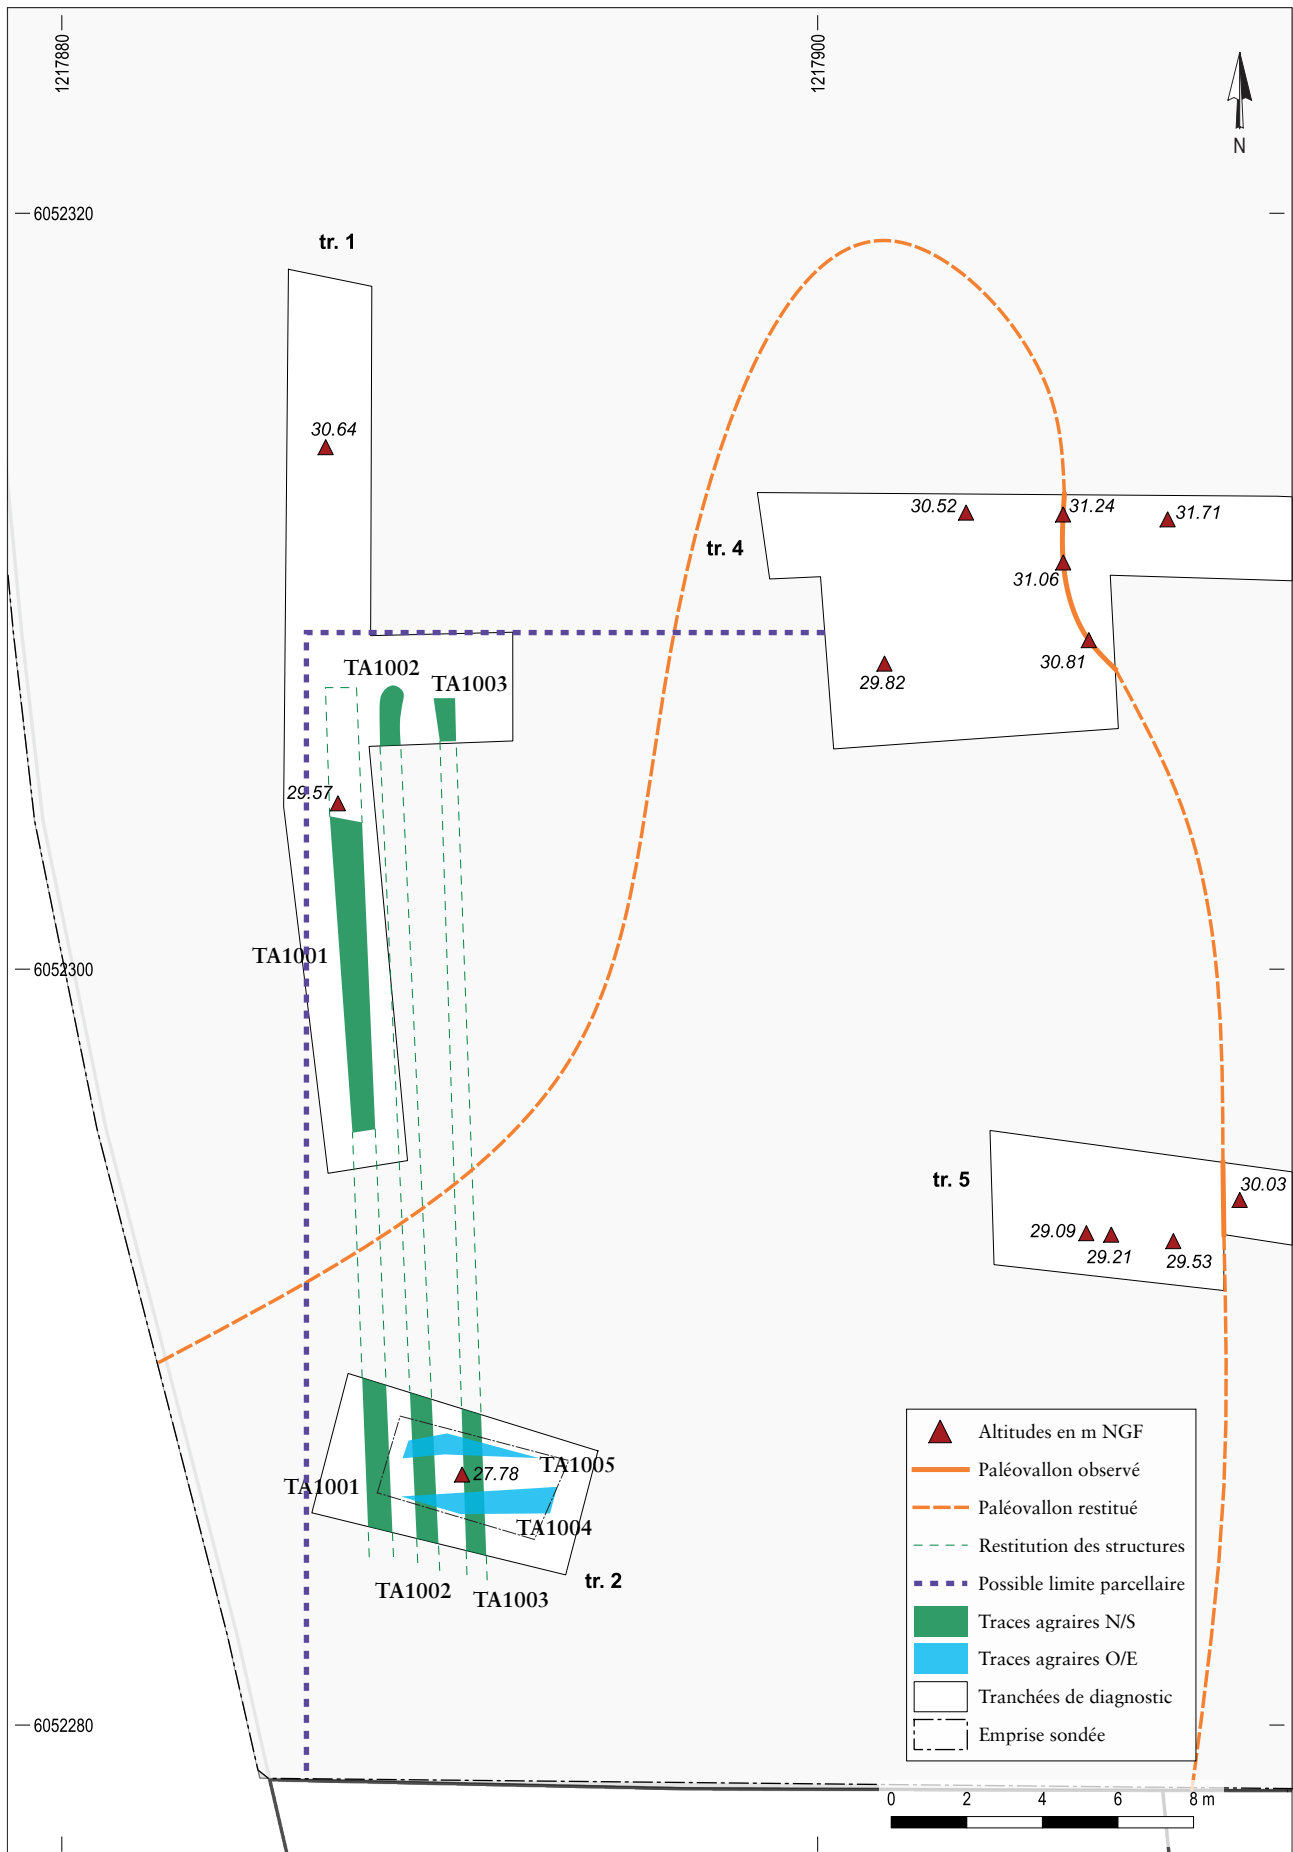 1217880
1217900
N
6052320
tr. 1
30.64
30.52
31.24
31.71
tr. 4
31.06
30.81
29.82
TA1002
TA1003
29.57
TA1001
6052300
tr. 5
30.03
29.09
29.21
29.53
TA1005
27.78
TA1001
TA1004
tr. 2
TA1002
TA1003
6052280
Altitudes en m NGF
Paléovallon observé
Paléovallon restitué
Restitution des structures
Possible limite parcellaire
Traces agraires N/S
Traces agraires O/E
Tranchées de diagnostic
Emprise sondée
0 2 4 6 8 m